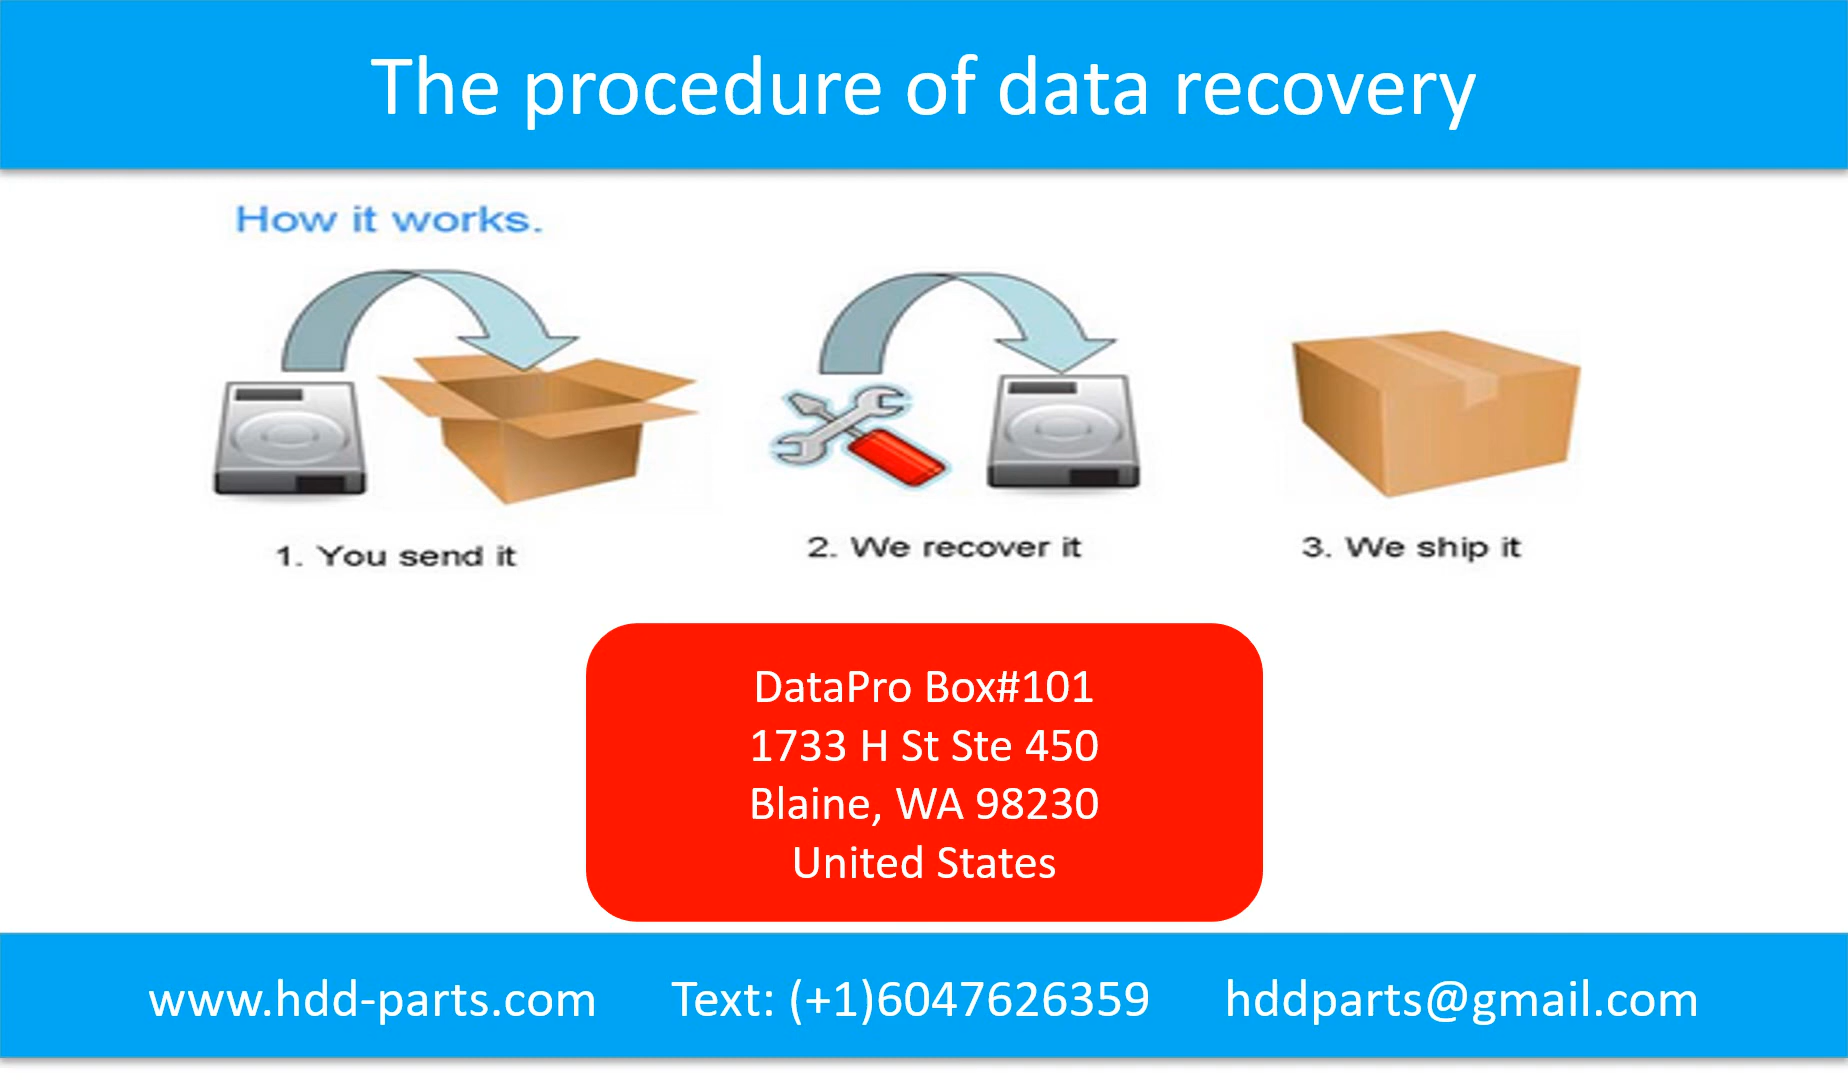 The procedure of data recovery
How it works.
1. You send it
2. We recover it
3. We ship it
DataPro Box#101
1733 H St Ste 450
Blaine, WA 98230
United States
www.hdd-parts.com Text: (+1)6047626359 hddparts@gmail.com